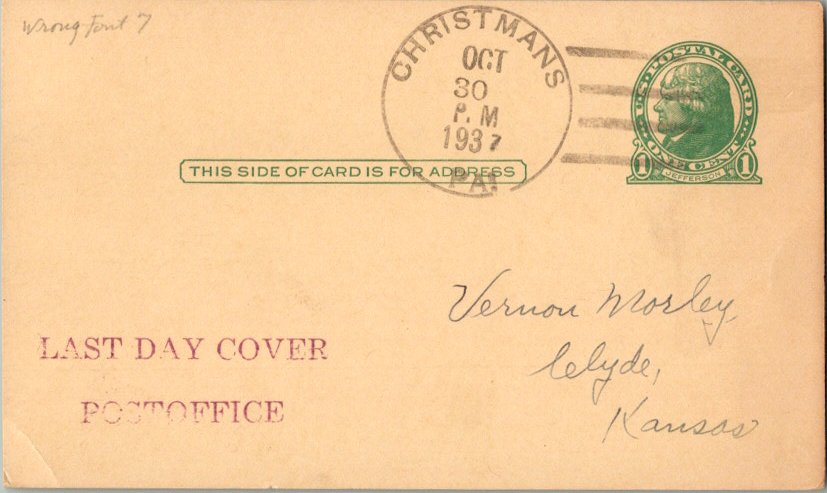 Wrong Font 7
CHRISTMANS
OCT
30
P.M
1937
PA.
U.S. POSTAL CARD
ONE CENT
1 JEFFERSON 1
THIS SIDE OF CARD IS FOR ADDRESS
Vernon Morley
Clyde,
Kansas
LAST DAY COVER
POSTOFFICE